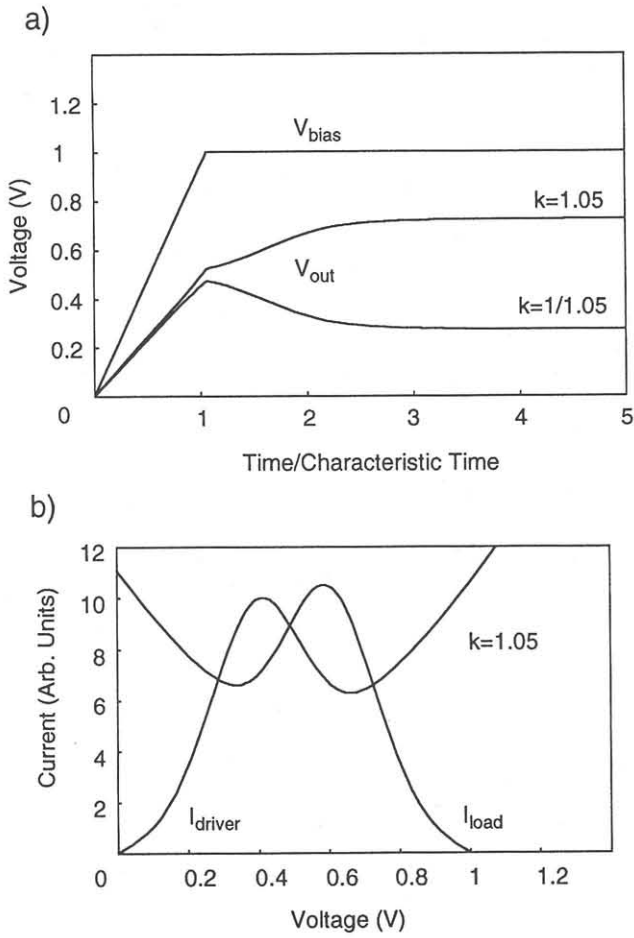 a)
1.2
1
0.8
0.6
0.4
0.2
0
Voltage (V)
V_bias
k=1.05
V_out
k=1/1.05
1 2 3 4 5
Time/Characteristic Time
b)
12
10
8
6
4
2
0
Current (Arb. Units)
k=1.05
I_driver
I_load
0.2 0.4 0.6 0.8 1 1.2
Voltage (V)